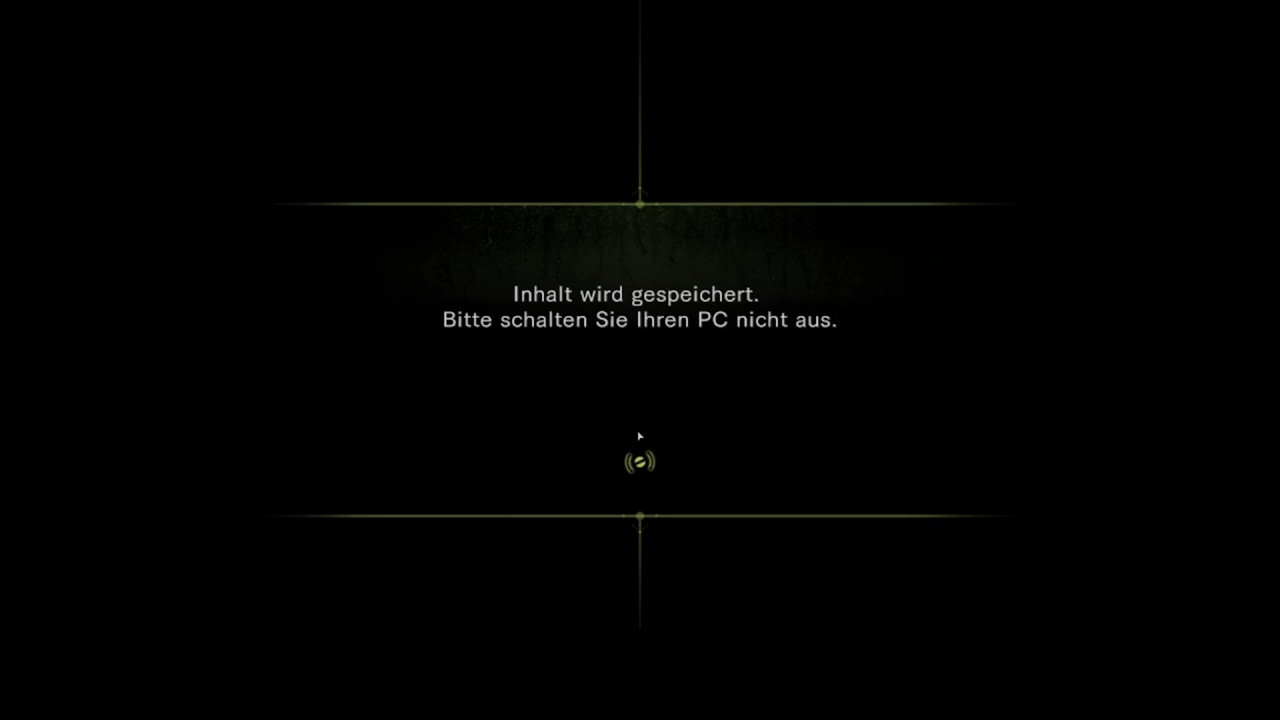 Inhalt wird gespeichert.
Bitte schalten Sie Ihren PC nicht aus.